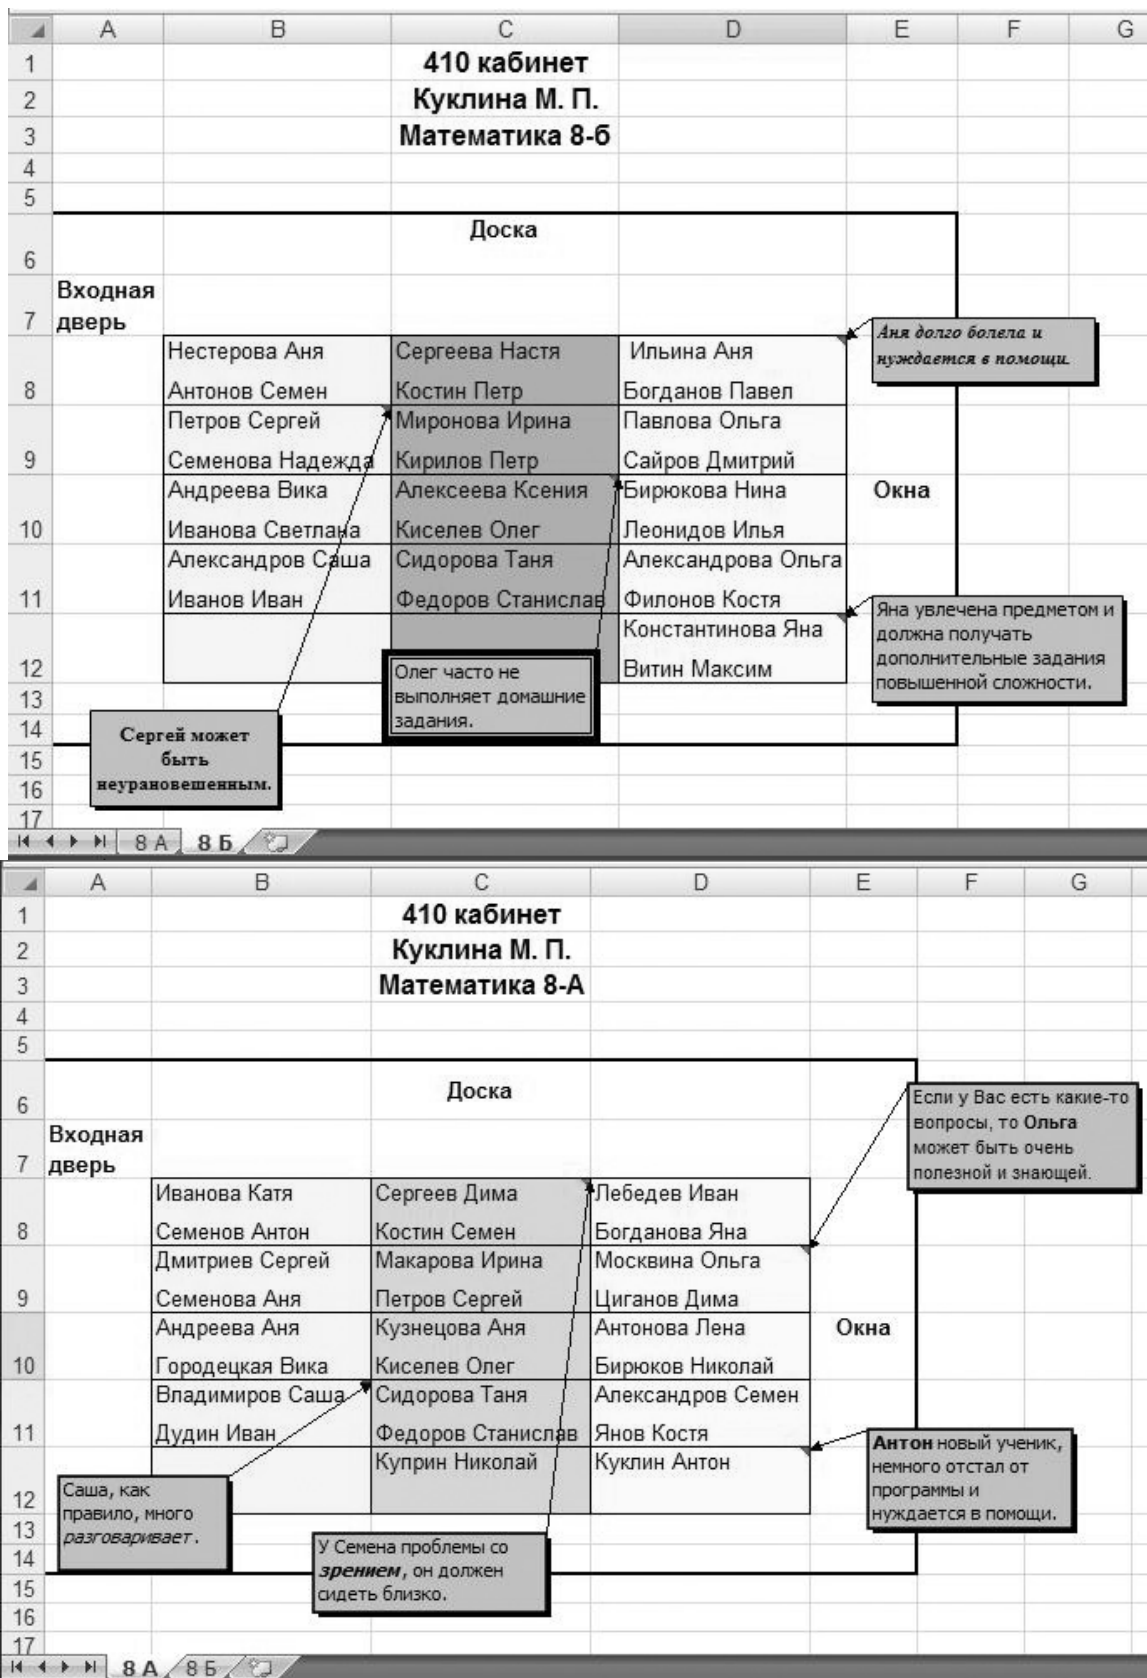 A B C D E F G
1 410 кабинет
2 Куклина М. П.
3 Математика 8-б
4
5
6 Доска
7 Входная
дверь
Аня долго болела и
нуждается в помощи.
8 Нестерова Аня Сергеева Настя Ильина Аня
Антонов Семен Костин Петр Богданов Павел
9 Петров Сергей Миронова Ирина Павлова Ольга
Семенова Надежда Кирилов Петр Сайров Дмитрий
10 Андреева Вика Алексеева Ксения Бирюкова Нина Окна
Иванова Светлана Киселев Олег Леонидов Илья
11 Александров Саша Сидорова Таня Александрова Ольга
Иванов Иван Федоров Станислав Филонов Костя
12 Константинова Яна
Витин Максим
Яна увлечена предметом и
должна получать
дополнительные задания
повышенной сложности.
Олег часто не
выполняет домашние
задания.
13
14
Сергей может
быть
неурановешенным.
15
16
17
8 А 8 Б
A B C D E F G
1 410 кабинет
2 Куклина М. П.
3 Математика 8-А
4
5
6 Доска
Если у Вас есть какие-то
вопросы, то Ольга
может быть очень
полезной и знающей.
7 Входная
дверь
8 Иванова Катя Сергеев Дима Лебедев Иван
Семенов Антон Костин Семен Богданова Яна
9 Дмитриев Сергей Макарова Ирина Москвина Ольга
Семенова Аня Петров Сергей Циганов Дима
10 Андреева Аня Кузнецова Аня Антонова Лена Окна
Городецкая Вика Киселев Олег Бирюков Николай
11 Владимиров Саша Сидорова Таня Александров Семен
Дудин Иван Федоров Станислав Янов Костя
12 Куприн Николай Куклин Антон
Антон новый ученик,
немного отстал от
программы и
нуждается в помощи.
Саша, как
правило, много
разговаривает.
13
14
У Семена проблемы со
зрением, он должен
сидеть близко.
15
16
17
8 А 8 Б